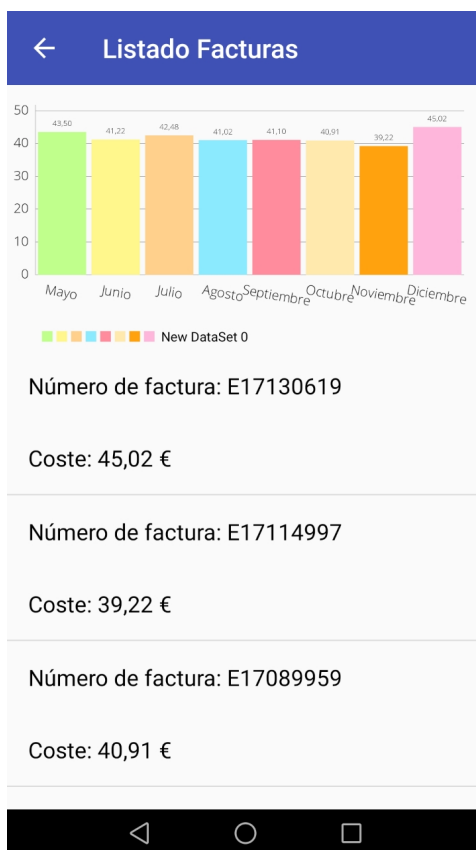 Listado Facturas
50
43,50 41,22 42,48 41,02 41,10 40,91 39,22 45,02
40
30
20
10
0
Mayo Junio Julio Agosto Septiembre Octubre Noviembre Diciembre
New DataSet 0
Número de factura: E17130619
Coste: 45,02 €
Número de factura: E17114997
Coste: 39,22 €
Número de factura: E17089959
Coste: 40,91 €